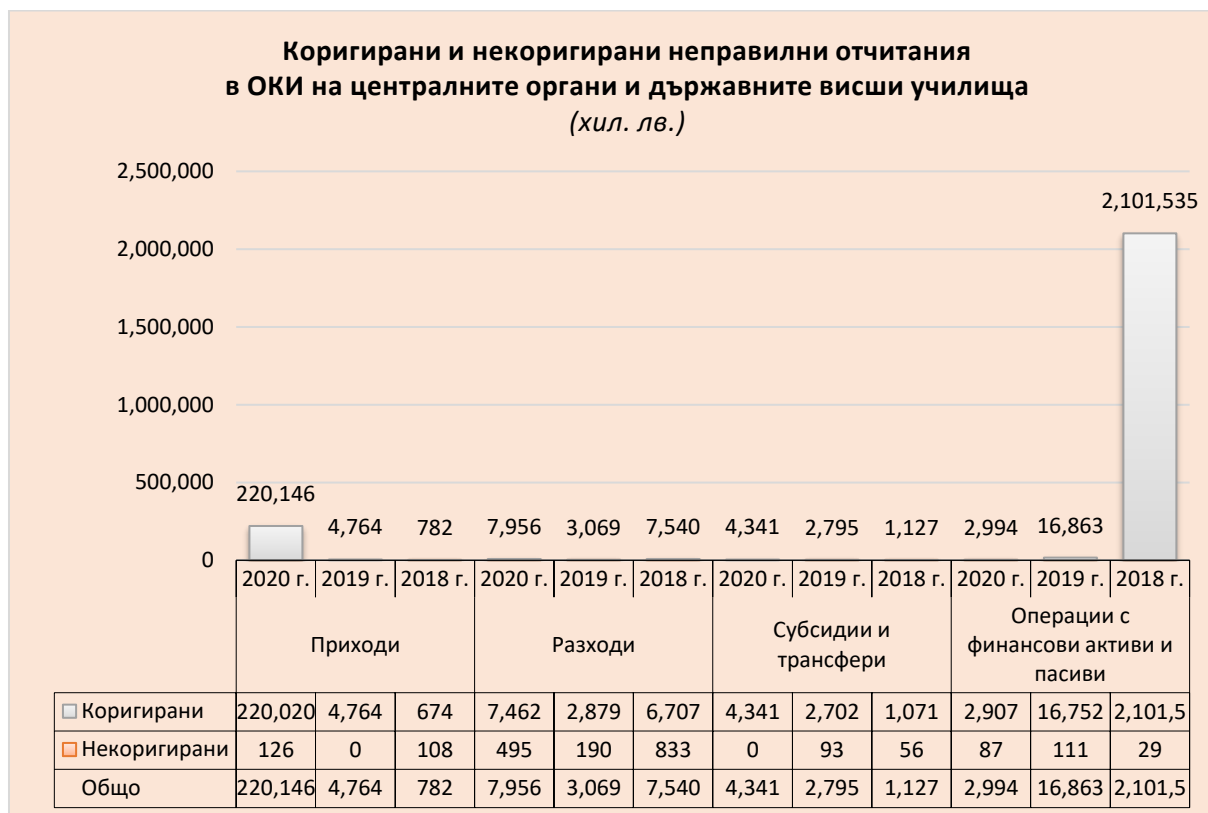 Коригирани и некоригирани неправилни отчитания
в ОКИ на централните органи и държавните висши училища
(хил. лв.)
2,500,000
2,000,000
1,500,000
1,000,000
500,000
0
220,146 4,764 782 7,956 3,069 7,540 4,341 2,795 1,127 2,994 16,863 2,101,535
2020 г. 2019 г. 2018 г. 2020 г. 2019 г. 2018 г. 2020 г. 2019 г. 2018 г. 2020 г. 2019 г. 2018 г.
Приходи
Разходи
Субсидии и
трансфери
Операции с
финансови активи и
пасиви
Коригирани 220,020 4,764 674 7,462 2,879 6,707 4,341 2,702 1,071 2,907 16,752 2,101,5
Некоригирани 126 0 108 495 190 833 0 93 56 87 111 29
Общо 220,146 4,764 782 7,956 3,069 7,540 4,341 2,795 1,127 2,994 16,863 2,101,5